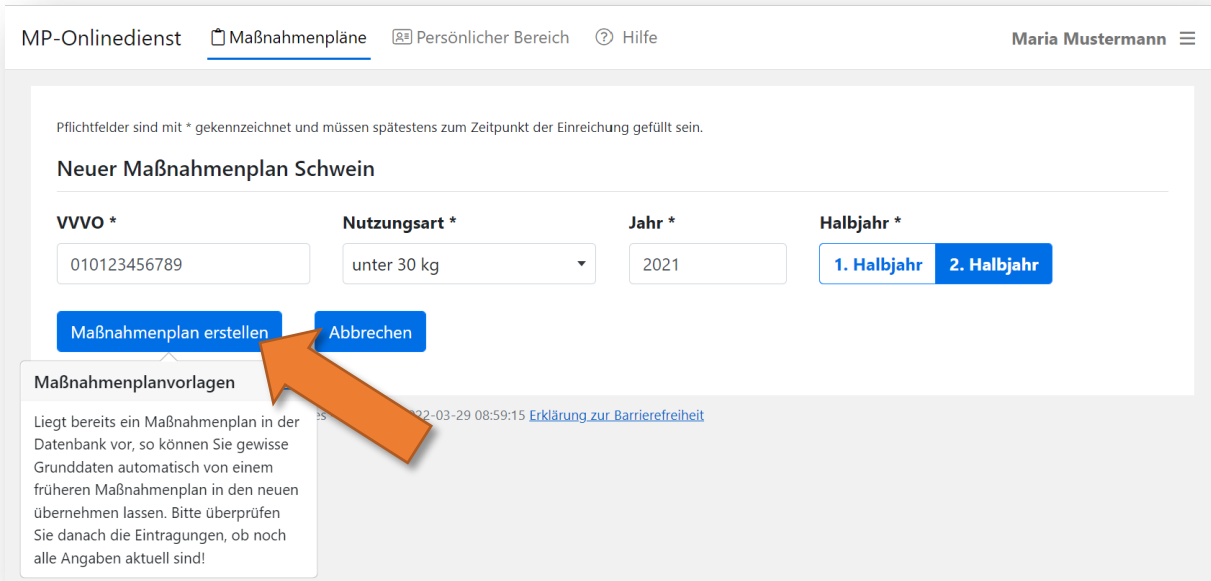 MP-Onlinedienst Maßnahmenpläne Persönlicher Bereich Hilfe Maria Mustermann
Pflichtfelder sind mit * gekennzeichnet und müssen spätestens zum Zeitpunkt der Einreichung gefüllt sein.
Neuer Maßnahmenplan Schwein
VVVO * Nutzungsart * Jahr * Halbjahr *
010123456789 unter 30 kg 2021 1. Halbjahr 2. Halbjahr
Maßnahmenplan erstellen Abbrechen
Maßnahmenplanvorlagen
22-03-29 08:59:15 Erklärung zur Barrierefreiheit
Liegt bereits ein Maßnahmenplan in der
Datenbank vor, so können Sie gewisse
Grunddaten automatisch von einem
früheren Maßnahmenplan in den neuen
übernehmen lassen. Bitte überprüfen
Sie danach die Eintragungen, ob noch
alle Angaben aktuell sind!